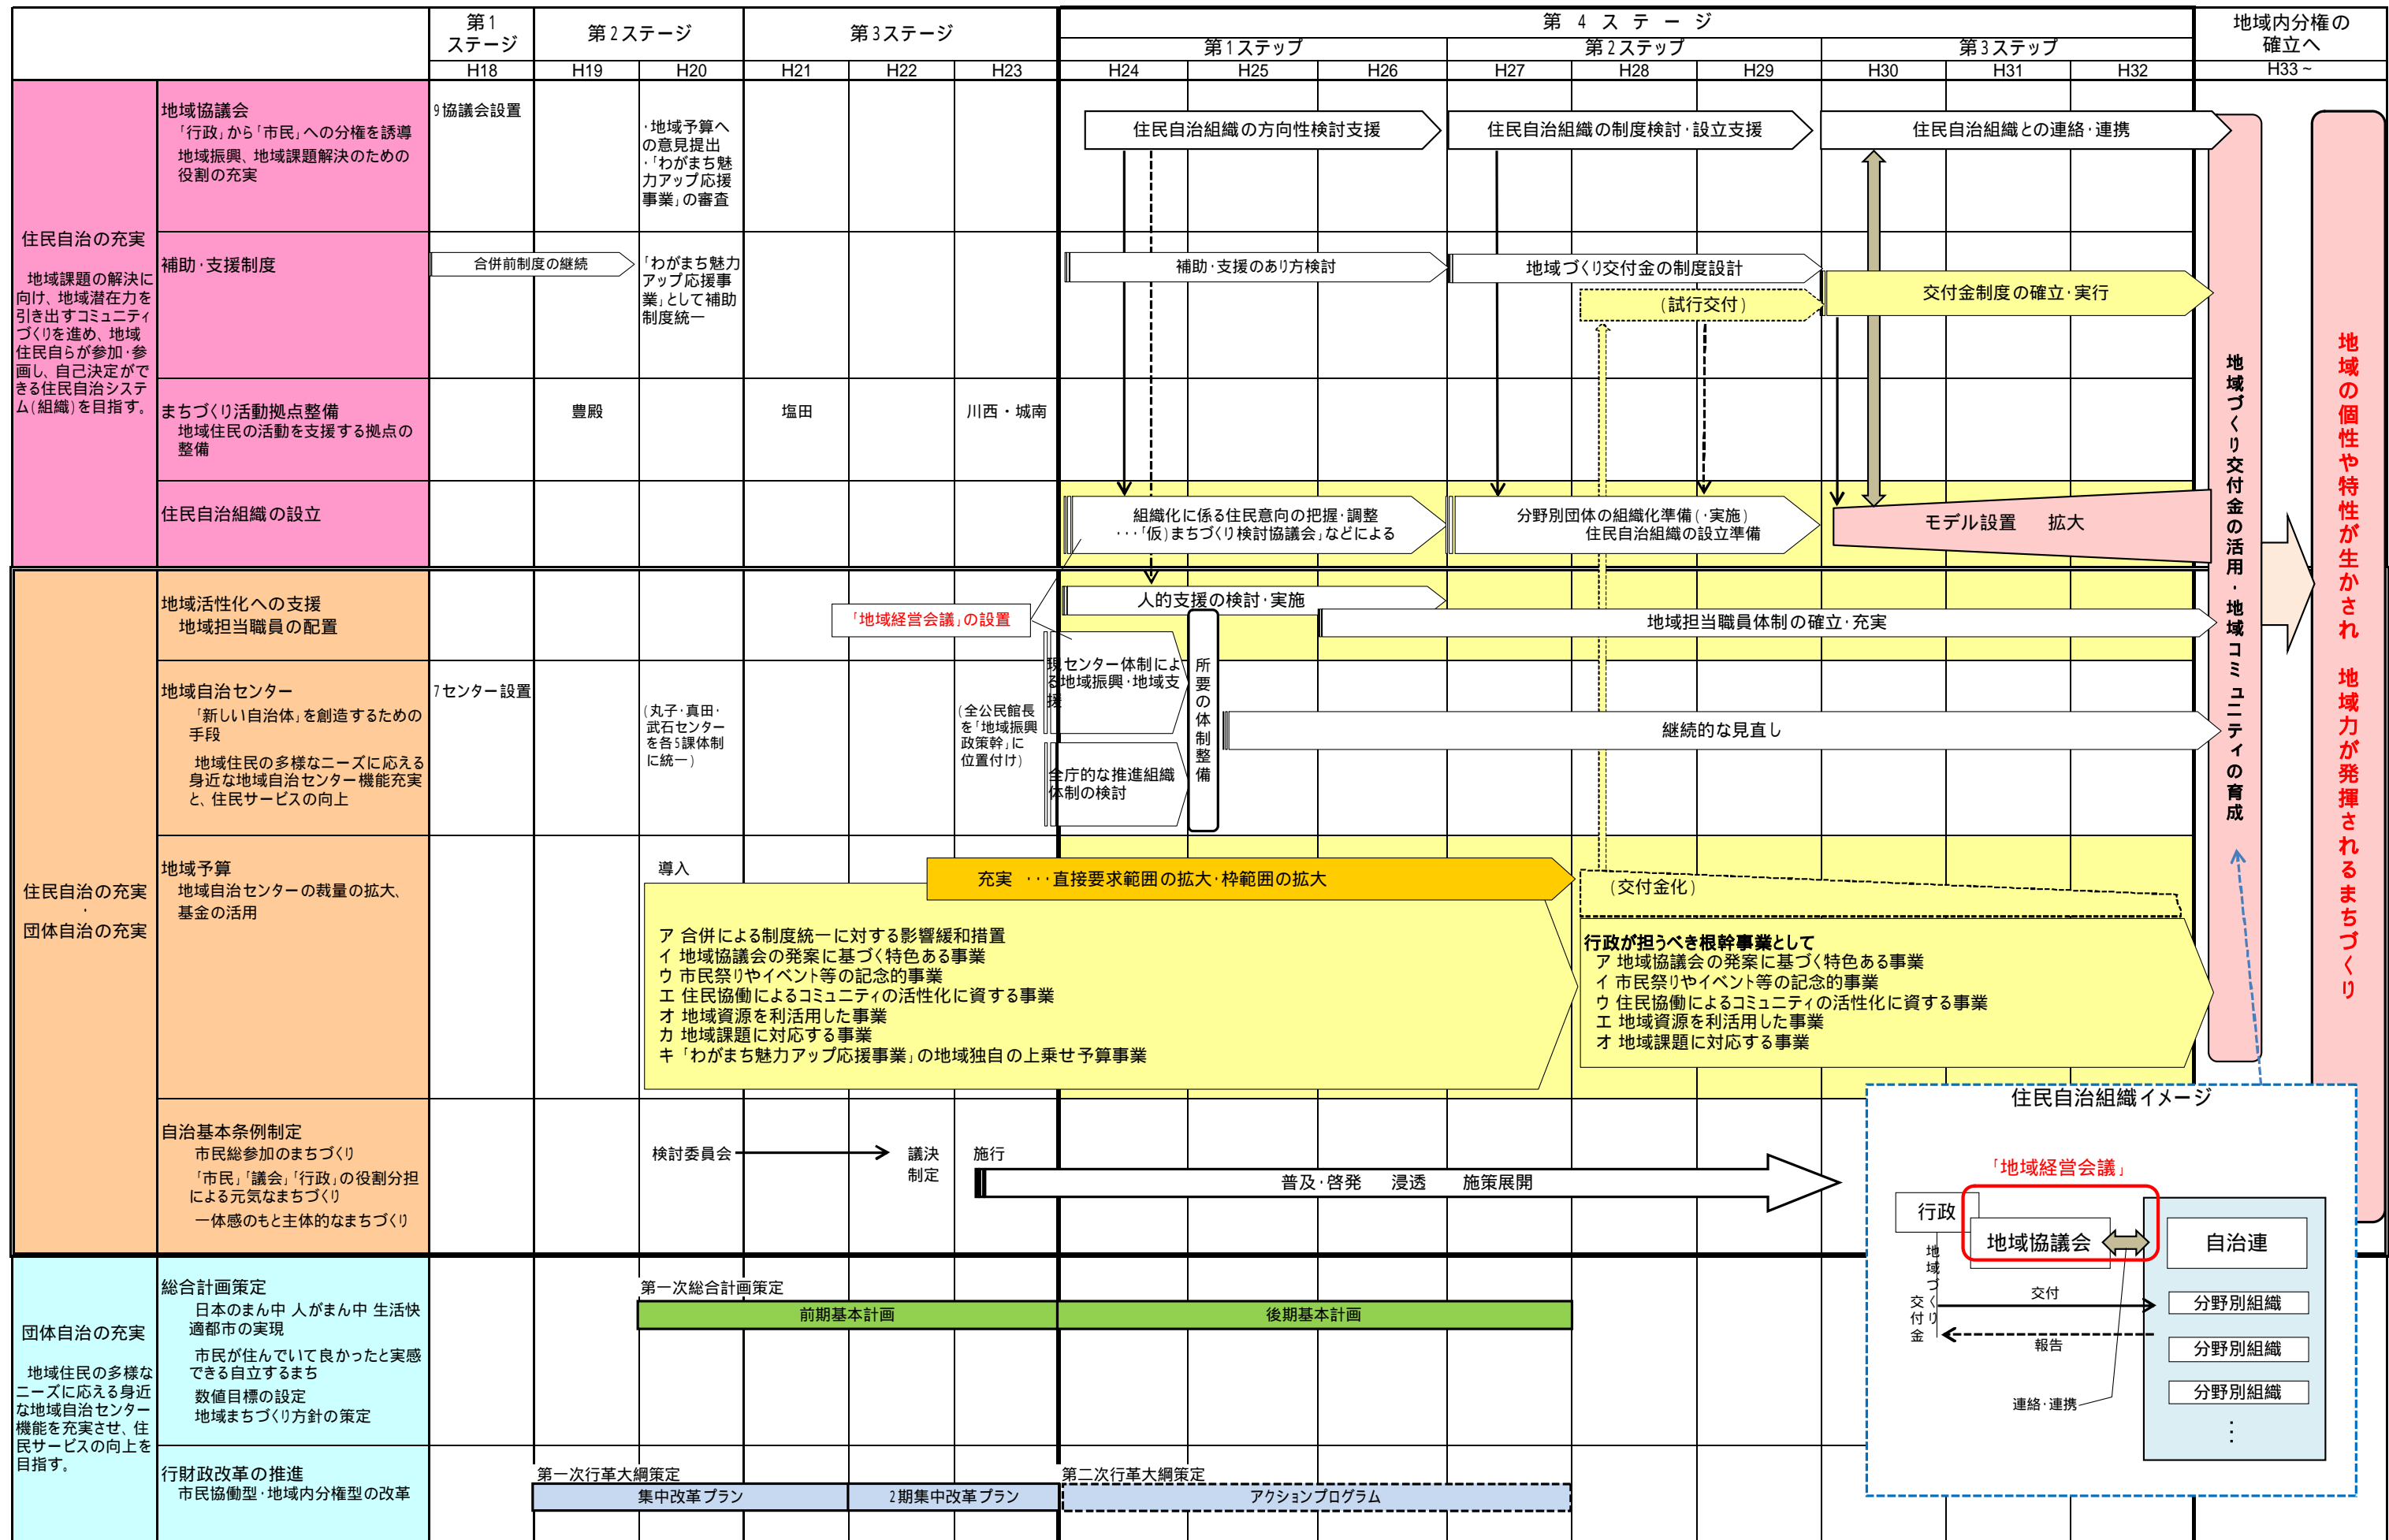 第1
ステージ
第2ステージ
第3ステージ
第 4 ス テ ー ジ
地域内分権の
確立へ
第1ステップ
第2ステップ
第3ステップ
H18
H19
H20
H21
H22
H23
H24
H25
H26
H27
H28
H29
H30
H31
H32
H33～
住民自治の充実
地域課題の解決に
向け、地域潜在力を
引き出すコミュニティ
づくりを進め、地域
住民自らが参加・参
画し、自己決定がで
きる住民自治システ
ム(組織)を目指す。
地域協議会
「行政」から「市民」への分権を誘導
地域振興、地域課題解決のための
役割の充実
9協議会設置
・地域予算へ
の意見提出
・「わがまち魅
力アップ応援
事業」の審査
住民自治組織の方向性検討支援
住民自治組織の制度検討・設立支援
住民自治組織との連絡・連携
補助・支援制度
合併前制度の継続
「わがまち魅力
アップ応援事
業」として補助
制度統一
補助・支援のあり方検討
地域づくり交付金の制度設計
(試行交付)
交付金制度の確立・実行
まちづくり活動拠点整備
地域住民の活動を支援する拠点の
整備
豊殿
塩田
川西・城南
住民自治組織の設立
組織化に係る住民意向の把握・調整
・・・「仮)まちづくり検討協議会」などによる
分野別団体の組織化準備(・実施)
住民自治組織の設立準備
モデル設置　拡大
住民自治の充実
・
団体自治の充実
地域活性化への支援
地域担当職員の配置
「地域経営会議」の設置
人的支援の検討・実施
地域担当職員体制の確立・充実
地域自治センター
「新しい自治体」を創造するための
手段
地域住民の多様なニーズに応える
身近な地域自治センター機能充実
と、住民サービスの向上
7センター設置
(丸子・真田・
武石センター
を各5課体制
に統一)
(全公民館長
を「地域振興
政策幹」に
位置付け)
現センター体制によ
る地域振興・地域支
援
全庁的な推進組織
体制の検討
所要の体制整備
継続的な見直し
地域予算
地域自治センターの裁量の拡大、
基金の活用
導入
充実 ・・・直接要求範囲の拡大・枠範囲の拡大
ア 合併による制度統一に対する影響緩和措置
イ 地域協議会の発案に基づく特色ある事業
ウ 市民祭りやイベント等の記念的事業
エ 住民協働によるコミュニティの活性化に資する事業
オ 地域資源を利活用した事業
カ 地域課題に対応する事業
キ 「わがまち魅力アップ応援事業」の地域独自の上乗せ予算事業
(交付金化)
行政が担うべき根幹事業として
ア 地域協議会の発案に基づく特色ある事業
イ 市民祭りやイベント等の記念的事業
ウ 住民協働によるコミュニティの活性化に資する事業
エ 地域資源を利活用した事業
オ 地域課題に対応する事業
自治基本条例制定
市民総参加のまちづくり
「市民」「議会」「行政」の役割分担
による元気なまちづくり
一体感のもと主体的なまちづくり
検討委員会
議決
制定
施行
普及・啓発　浸透　施策展開
地域づくり交付金の活用・地域コミュニティの育成
地域の個性や特性が生かされ　地域力が発揮されるまちづくり
団体自治の充実
地域住民の多様な
ニーズに応える身近
な地域自治センター
機能を充実させ、住
民サービスの向上を
目指す。
総合計画策定
日本のまん中 人がまん中 生活快
適都市の実現
市民が住んでいて良かったと実感
できる自立するまち
数値目標の設定
地域まちづくり方針の策定
第一次総合計画策定
前期基本計画
後期基本計画
行財政改革の推進
市民協働型・地域内分権型の改革
第一次行革大綱策定
集中改革プラン
2期集中改革プラン
第二次行革大綱策定
アクションプログラム
住民自治組織イメージ
「地域経営会議」
行政
地域協議会
自治連
地域づくり
交付金
交付
報告
連絡・連携
分野別組織
分野別組織
分野別組織
・・・